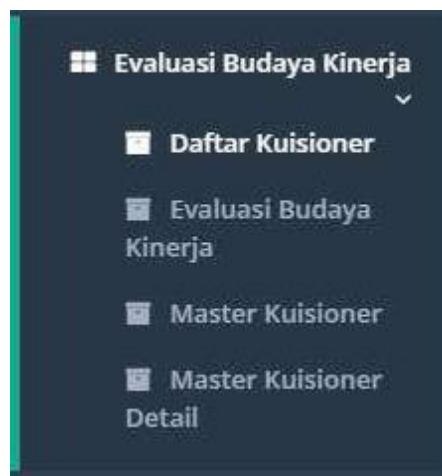 Evaluasi Budaya Kinerja
Daftar Kuisioner
Evaluasi Budaya
Kinerja
Master Kuisioner
Master Kuisioner
Detail